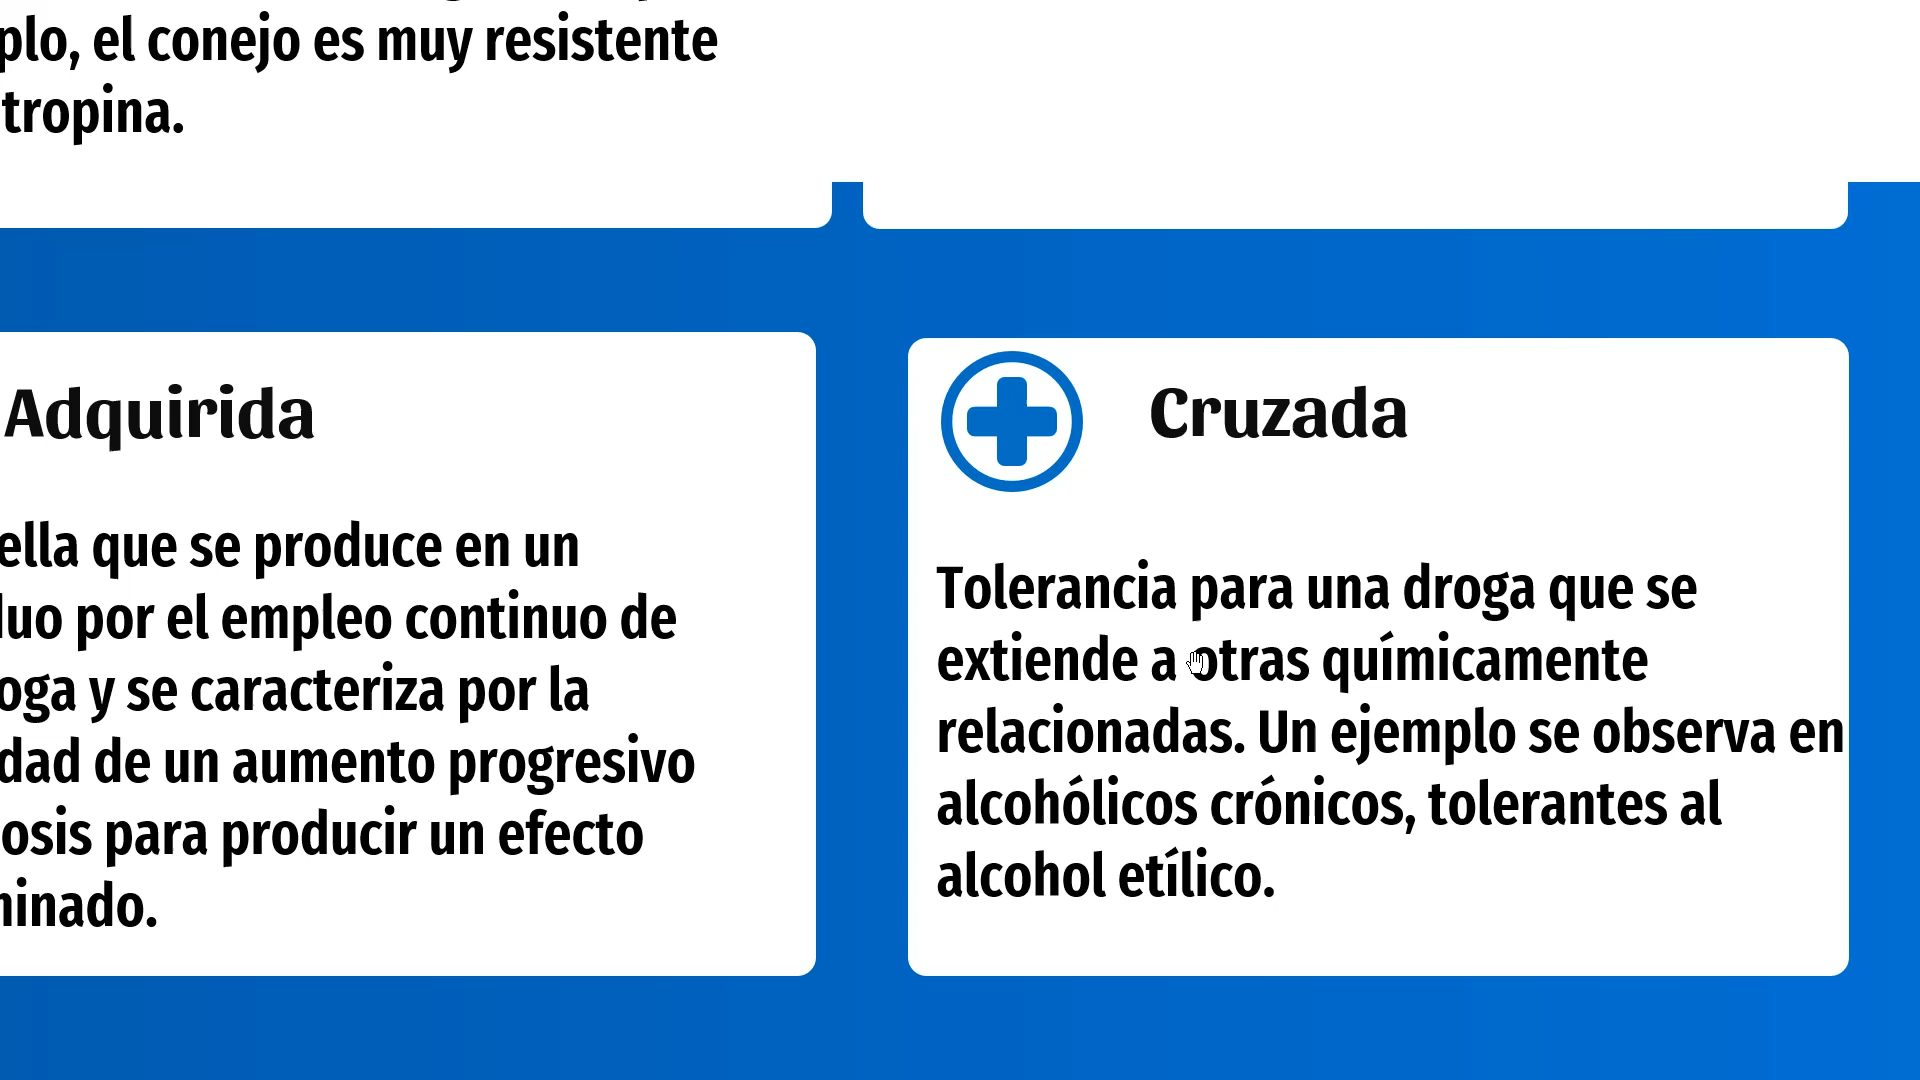 plo, el conejo es muy resistente
tropina.
Adquirida
ella que se produce en un
duo por el empleo continuo de
oga y se caracteriza por la
dad de un aumento progresivo
osis para producir un efecto
minado.
Cruzada
Tolerancia para una droga que se
extiende a otras químicamente
relacionadas. Un ejemplo se observa en
alcohólicos crónicos, tolerantes al
alcohol etílico.